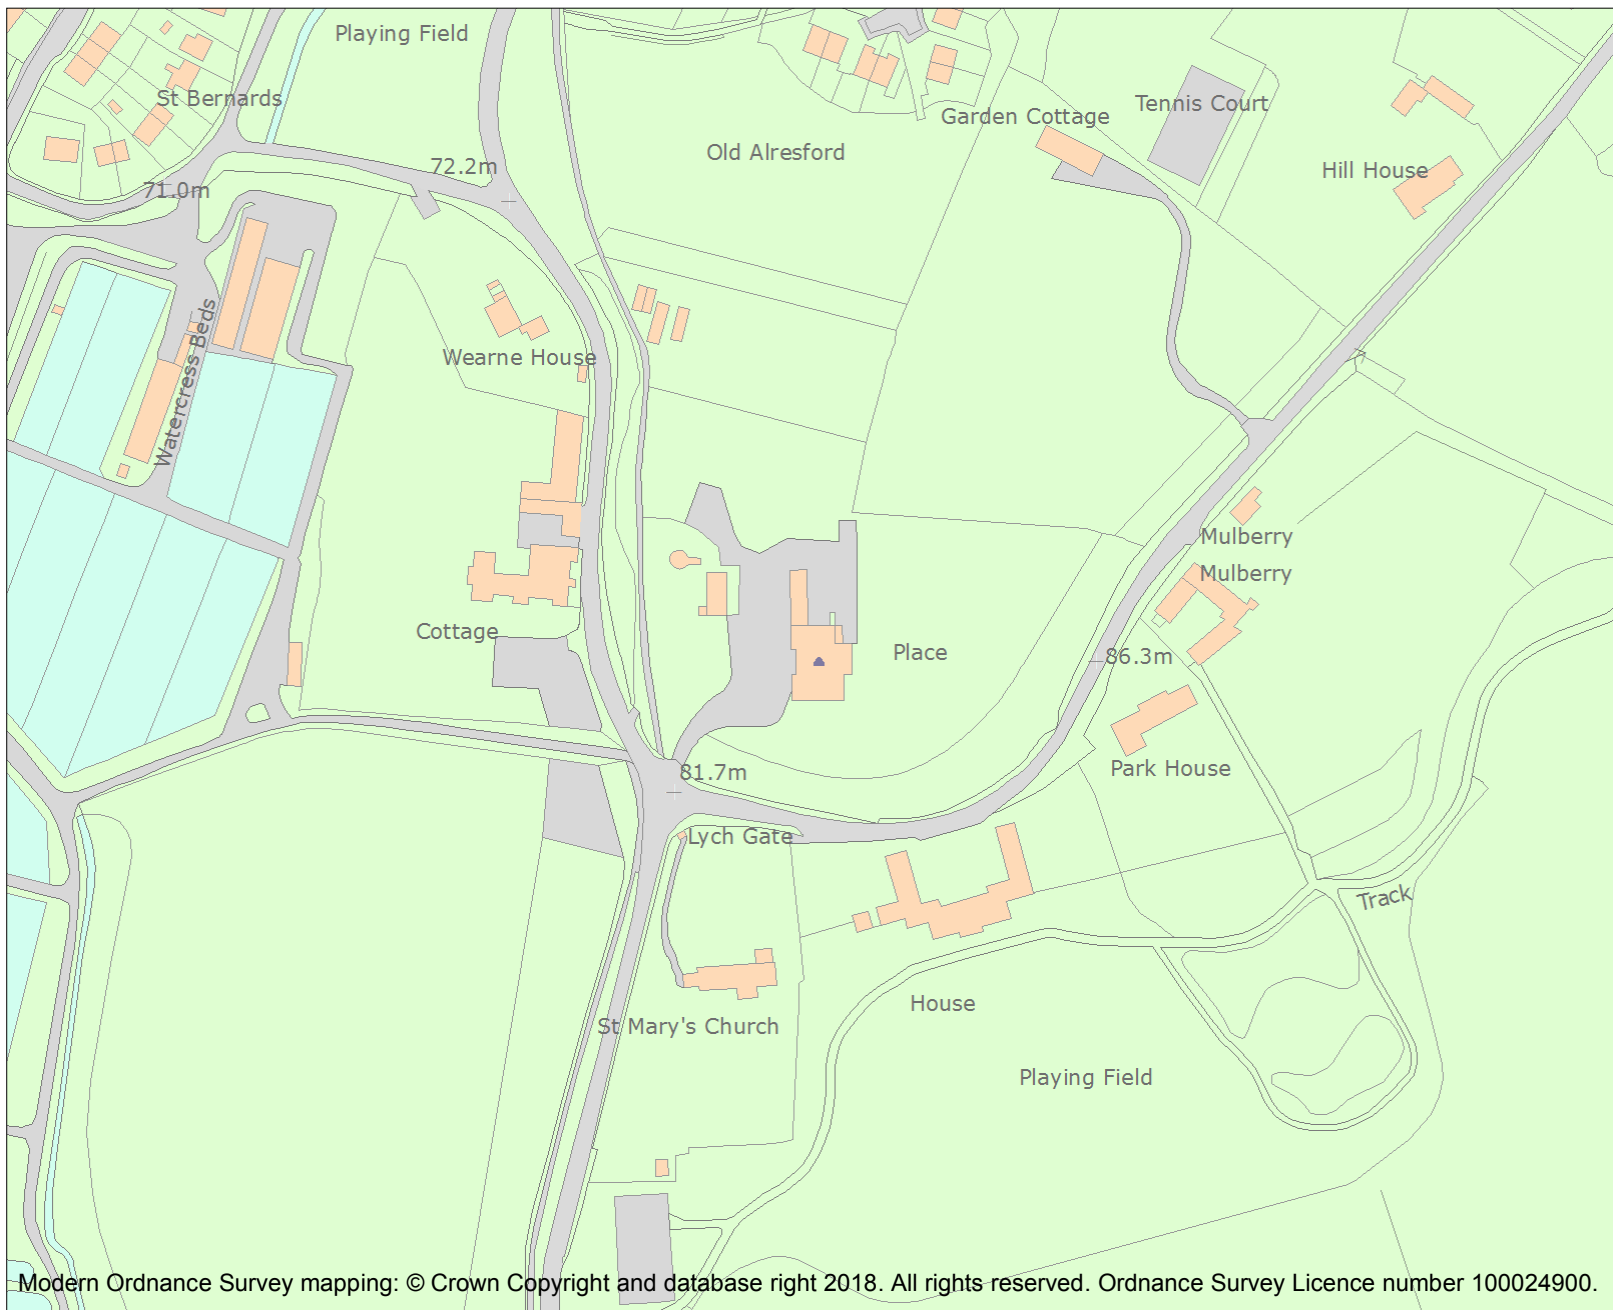 Playing Field
St Bernards
Garden Cottage
Tennis Court
Old Alresford
72.2m
Hill House
71.0m
Watercress Beds
Wearne House
Mulberry
Mulberry
Cottage
Place
86.3m
81.7m
Park House
Lych Gate
Track
House
St Mary's Church
Playing Field
Modern Ordnance Survey mapping: © Crown Copyright and database right 2018. All rights reserved. Ordnance Survey Licence number 100024900.